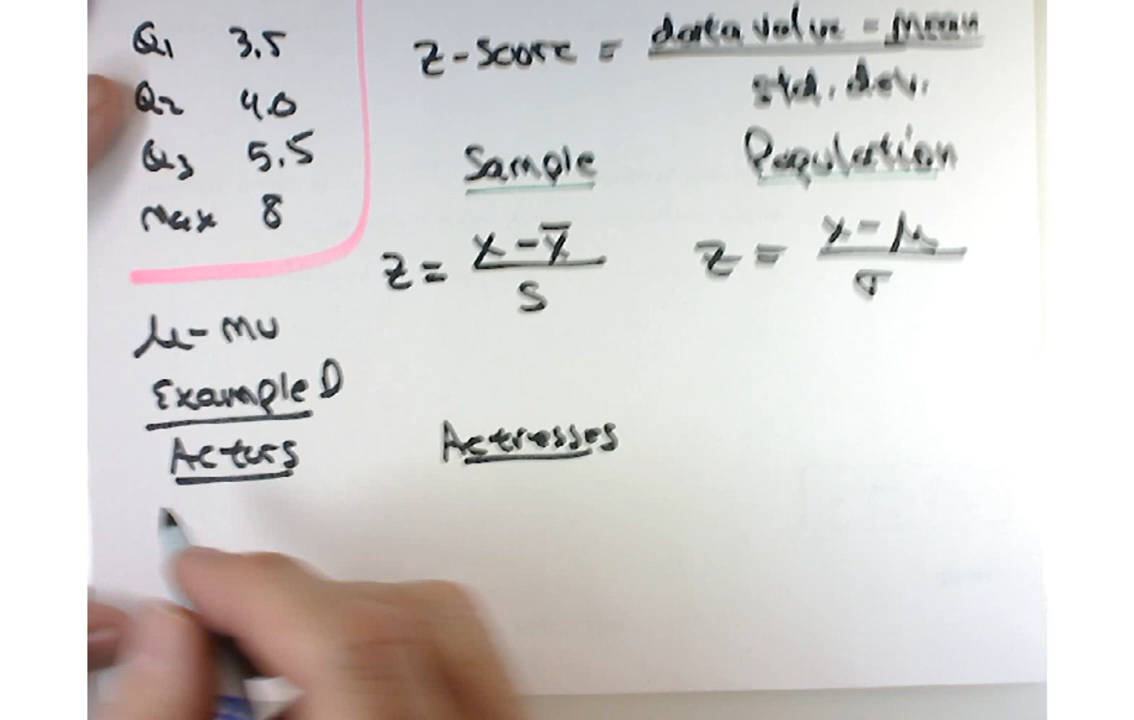 Q1 3.5
Q2 4.0
Q3 5.5
Max 8
z-score = data value - mean
std. dev.
Sample Population
z = x - x̄ / s z = x - μ / σ
μ - mu
Example D
Actors Actresses